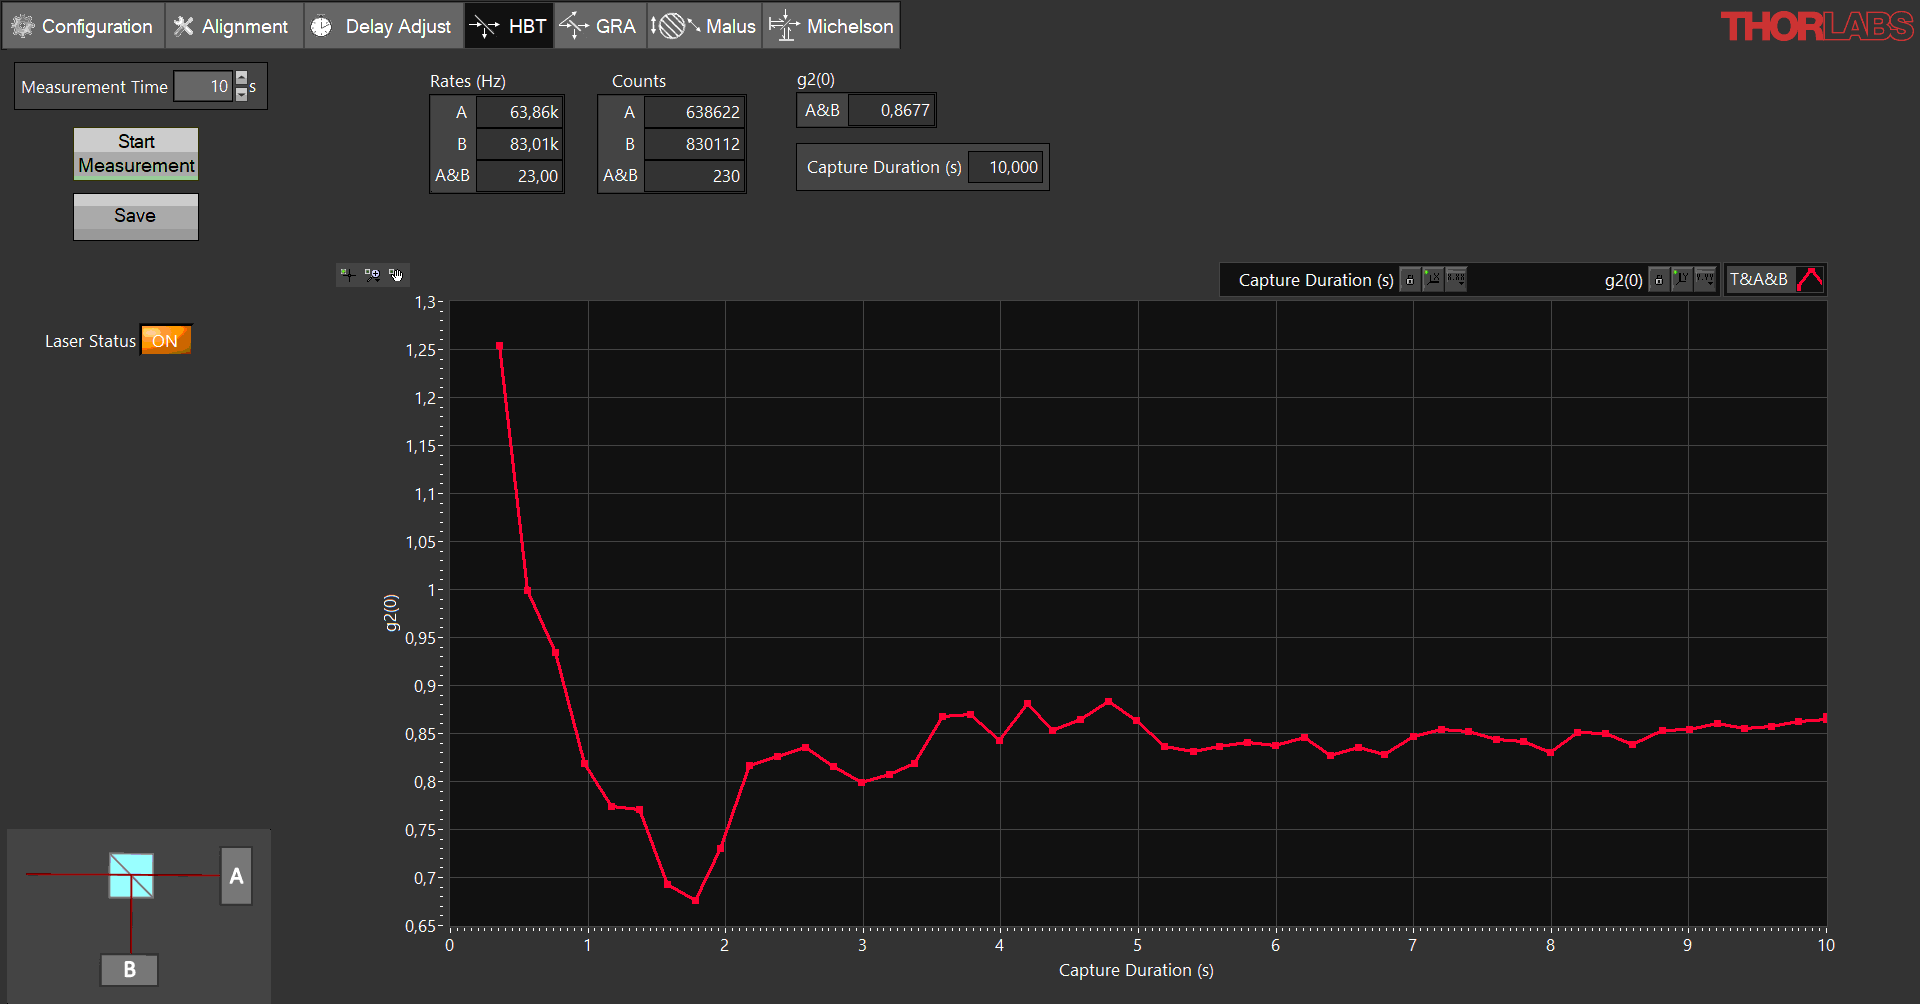 Configuration Alignment Delay Adjust HBT GRA Malus Michelson
THORLABS
Measurement Time 10 s
Start
Measurement
Save
Rates (Hz)
A 63,86k
B 83,01k
A&B 23,00
Counts
A 638622
B 830112
A&B 230
g2(0)
A&B 0,8677
Capture Duration (s) 10,000
Laser Status ON
Capture Duration (s) g2(0) T&A&B
1,3
1,25
1,2
1,15
1,1
1,05
1
0,95
0,9
0,85
0,8
0,75
0,7
0,65
g2(0)
0 1 2 3 4 5 6 7 8 9 10
Capture Duration (s)
A
B